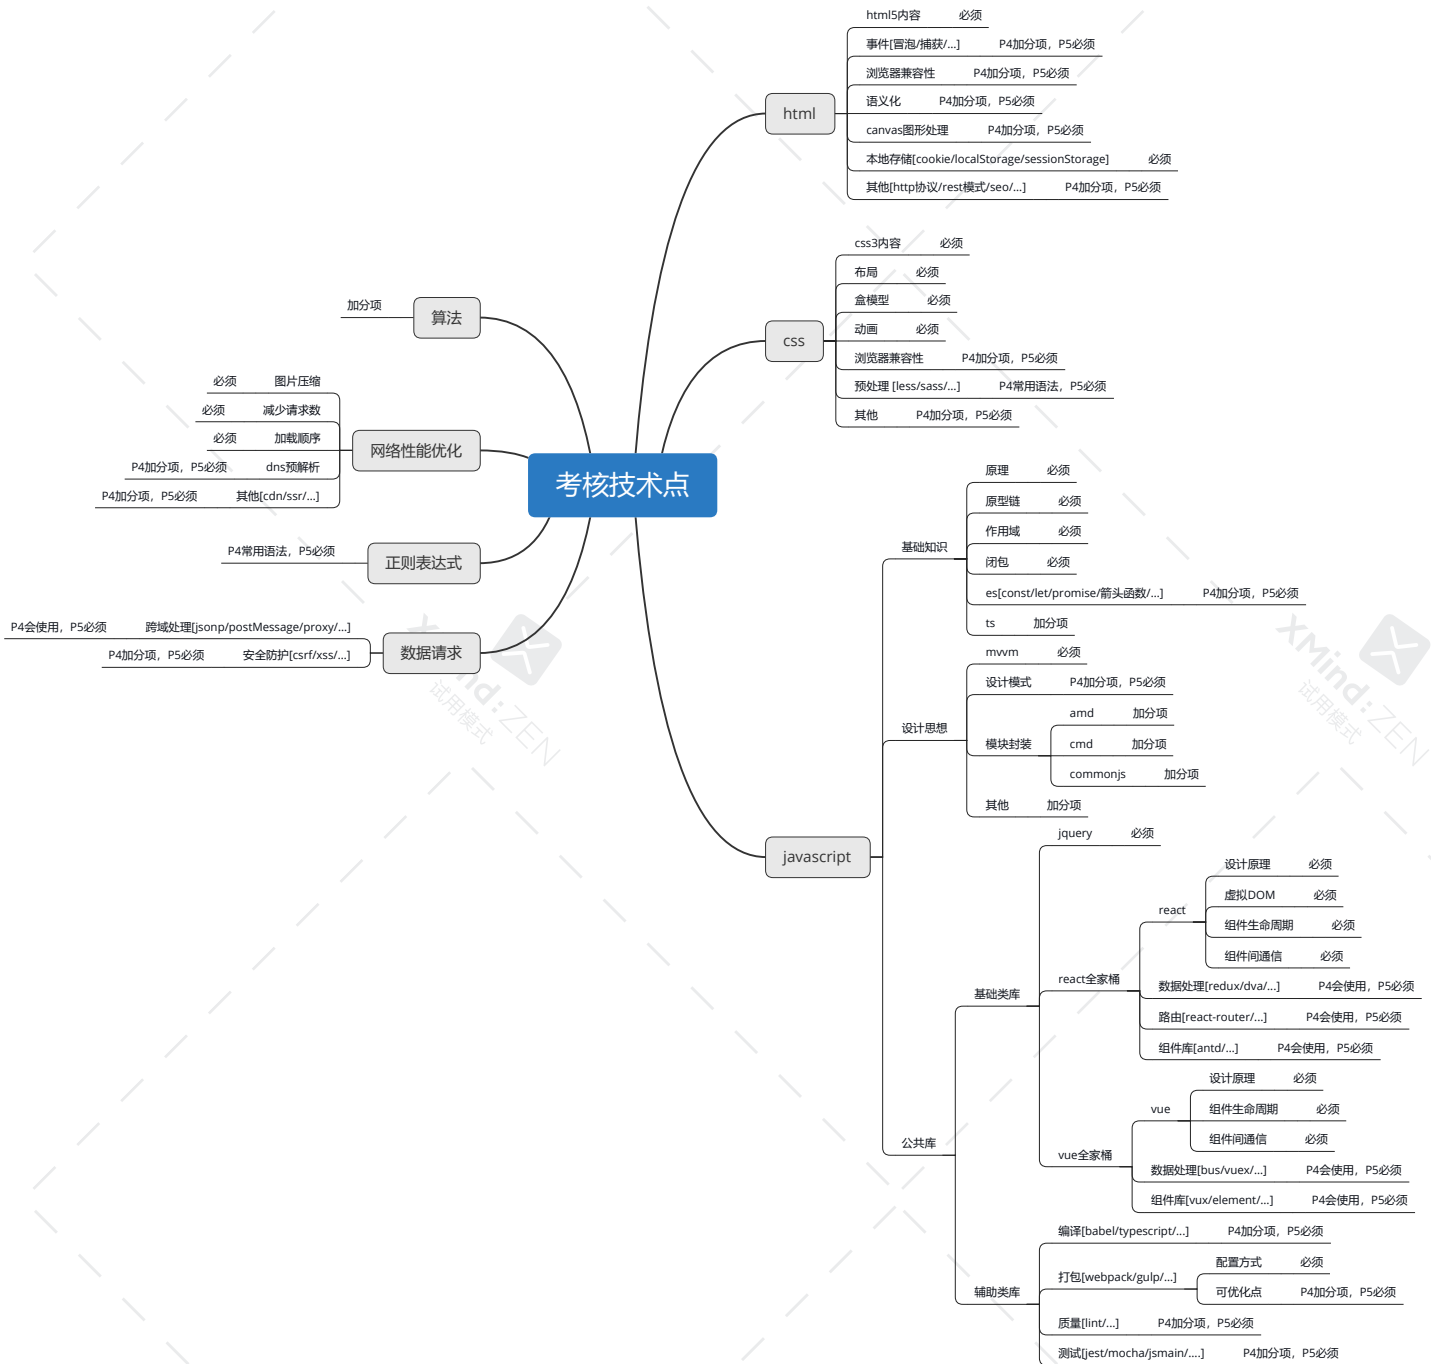 考核技术点
html
html5内容 必须
事件[冒泡/捕获/...] P4加分项，P5必须
浏览器兼容性 P4加分项，P5必须
语义化 P4加分项，P5必须
canvas图形处理 P4加分项，P5必须
本地存储[cookie/localStorage/sessionStorage] 必须
其他[http协议/rest模式/seo/...] P4加分项，P5必须
css
css3内容 必须
布局 必须
盒模型 必须
动画 必须
浏览器兼容性 P4加分项，P5必须
预处理 [less/sass/...] P4常用语法，P5必须
其他 P4加分项，P5必须
javascript
基础知识
原理 必须
原型链 必须
作用域 必须
闭包 必须
es[const/let/promise/箭头函数/...] P4加分项，P5必须
ts 加分项
设计思想
mvvm 必须
设计模式 P4加分项，P5必须
模块封装
amd 加分项
cmd 加分项
commonjs 加分项
其他 加分项
公共库
基础类库
jquery 必须
react全家桶
react
设计原理 必须
虚拟DOM 必须
组件生命周期 必须
组件间通信 必须
数据处理[redux/dva/...] P4会使用，P5必须
路由[react-router/...] P4会使用，P5必须
组件库[antd/...] P4会使用，P5必须
vue全家桶
vue
设计原理 必须
组件生命周期 必须
组件间通信 必须
数据处理[bus/vuex/...] P4会使用，P5必须
组件库[vux/element/...] P4会使用，P5必须
辅助类库
编译[babel/typescript/...] P4加分项，P5必须
打包[webpack/gulp/...]
配置方式 必须
可优化点 P4加分项，P5必须
质量[lint/...] P4加分项，P5必须
测试[jest/mocha/jsmain/....] P4加分项，P5必须
算法
加分项
网络性能优化
必须 图片压缩
必须 减少请求数
必须 加载顺序
P4加分项，P5必须 dns预解析
P4加分项，P5必须 其他[cdn/ssr/...]
正则表达式
P4常用语法，P5必须
数据请求
P4会使用，P5必须 跨域处理[jsonp/postMessage/proxy/...]
P4加分项，P5必须 安全防护[csrf/xss/...]
XMind:ZEN
试用模式
XMind:ZEN
试用模式